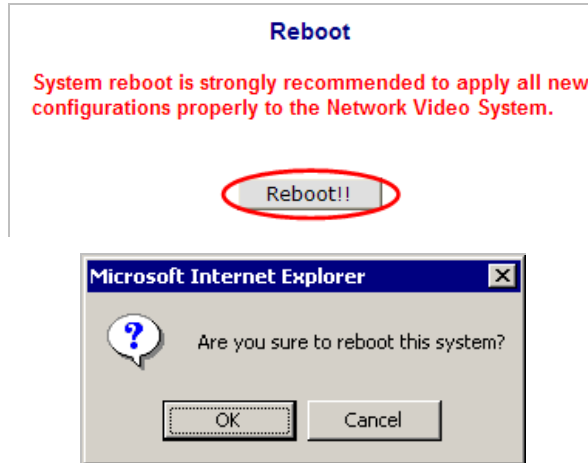 Reboot
System reboot is strongly recommended to apply all new
configurations properly to the Network Video System.
Reboot!!
Microsoft Internet Explorer
Are you sure to reboot this system?
OK
Cancel